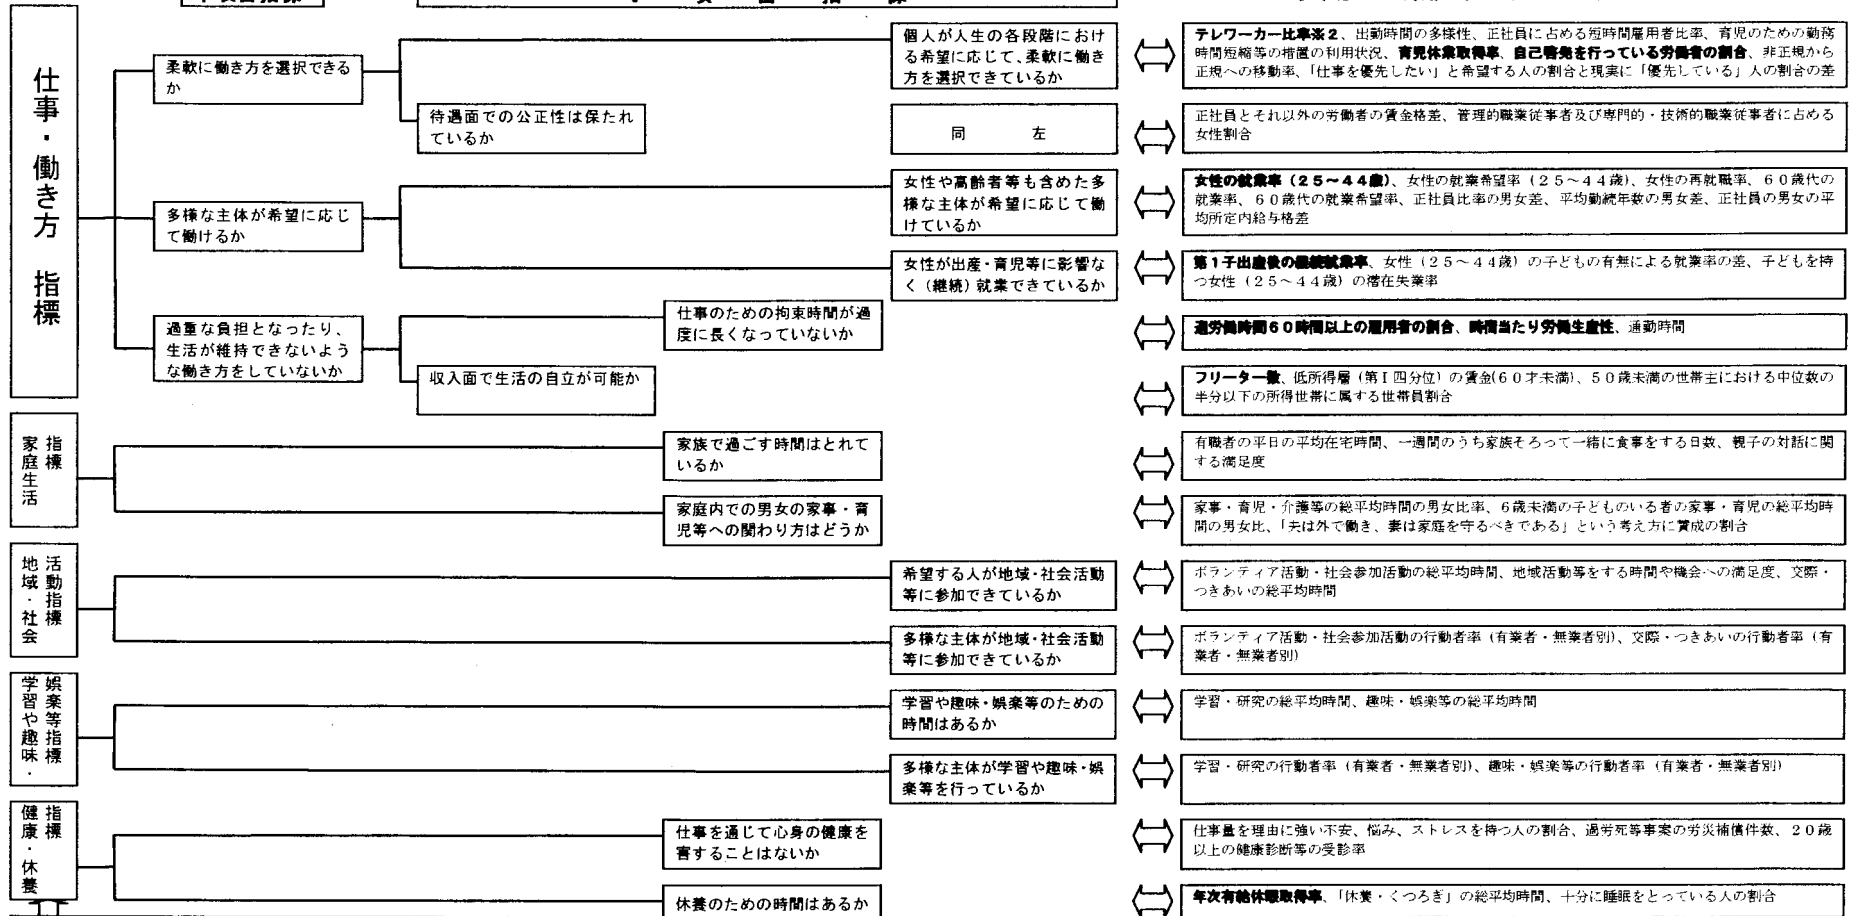 仕事・働き方 指標
柔軟に働き方を選択できる
か
個人が人生の各段階におけ
る希望に応じて、柔軟に働き
方を選択できているか
テレワーカー比率※2、出勤時間の多様性、正社員に占める短時間雇用者比率、育児のための勤務
時間短縮等の措置の利用状況、育児休業取得率、自己啓発を行っている労働者の割合、非正規から
正規への移動率、「仕事を優先したい」と希望する人の割合と現実に「優先している」人の割合の差
待遇面での公正性は保たれ
ているか
同 左
正社員とそれ以外の労働者の賃金格差、管理的職業従事者及び専門的・技術的職業従事者に占める
女性割合
多様な主体が希望に応じ
て働けるか
女性や高齢者等も含めた多
様な主体が希望に応じて働
けているか
女性の就業率（２５～４４歳）、女性の就業希望率（２５～４４歳）、女性の再就職率、６０歳代の
就業率、６０歳代の就業希望率、正社員比率の男女差、平均勤続年数の男女差、正社員の男女の平
均所定内給与格差
女性が出産・育児等に影響な
く（継続）就業できているか
第１子出産後の継続就業率、女性（２５～４４歳）の子どもの有無による就業率の差、子どもを持
つ女性（２５～４４歳）の潜在失業率
過重な負担となったり、
生活が維持できないよう
な働き方をしていないか
仕事のための拘束時間が過
度に長くなっていないか
週労働時間６０時間以上の雇用者の割合、時間当たり労働生産性、通勤時間
収入面で生活の自立が可能か
フリーター数、低所得層（第Ⅰ四分位）の賃金(６０才未満)、５０歳未満の世帯主における中位数の
半分以下の所得世帯に属する世帯員割合
家庭生活
指標
家族で過ごす時間はとれて
いるか
有職者の平日の平均在宅時間、一週間のうち家族そろって一緒に食事をする日数、親子の対話に関
する満足度
家庭内での男女の家事・育
児等への関わり方はどうか
家事・育児・介護等の総平均時間の男女比率、６歳未満の子どものいる者の家事・育児の総平均時
間の男女比、「夫は外で働き、妻は家庭を守るべきである」という考え方に賛成の割合
地域・社会
活動指標
希望する人が地域・社会活動
等に参加できているか
ボランティア活動・社会参加活動の総平均時間、地域活動等をする時間や機会への満足度、交際・
つきあいの総平均時間
多様な主体が地域・社会活動
等に参加できているか
ボランティア活動・社会参加活動の行動者率（有業者・無業者別）、交際・つきあいの行動者率（有
業者・無業者別）
学習や趣味・
娯楽等指標
学習や趣味・娯楽等のための
時間はあるか
学習・研究の総平均時間、趣味・娯楽等の総平均時間
多様な主体が学習や趣味・娯
楽等を行っているか
学習・研究の行動者率（有業者・無業者別）、趣味・娯楽等の行動者率（有業者・無業者別）
健康・休養
指標
仕事を通じて心身の健康を
害することはないか
仕事量を理由に強い不安、悩み、ストレスを持つ人の割合、過労死等事案の労災補償件数、２０歳
以上の健康診断等の受診率
休養のための時間はあるか
年次有給休暇取得率、「休養・くつろぎ」の総平均時間、十分に睡眠をとっている人の割合